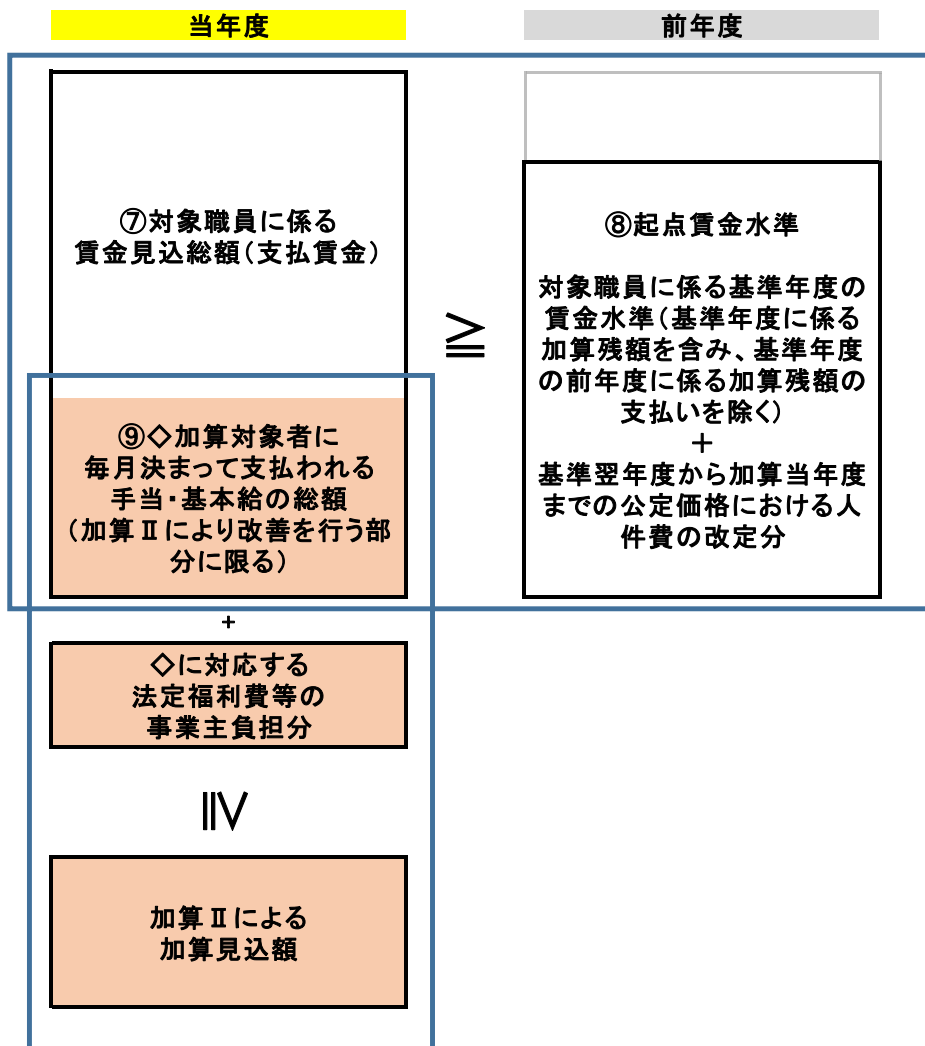 当年度
前年度
⑦対象職員に係る
賃金見込総額(支払賃金)
⑧起点賃金水準
対象職員に係る基準年度の
賃金水準(基準年度に係る
加算残額を含み、基準年度
の前年度に係る加算残額の
支払いを除く)
+
基準翌年度から加算当年度
までの公定価格における人
件費の改定分
≧
⑨◇加算対象者に
毎月決まって支払われる
手当・基本給の総額
(加算Ⅱにより改善を行う部
分に限る)
+
◇に対応する
法定福利費等の
事業主負担分
≧
加算Ⅱによる
加算見込額